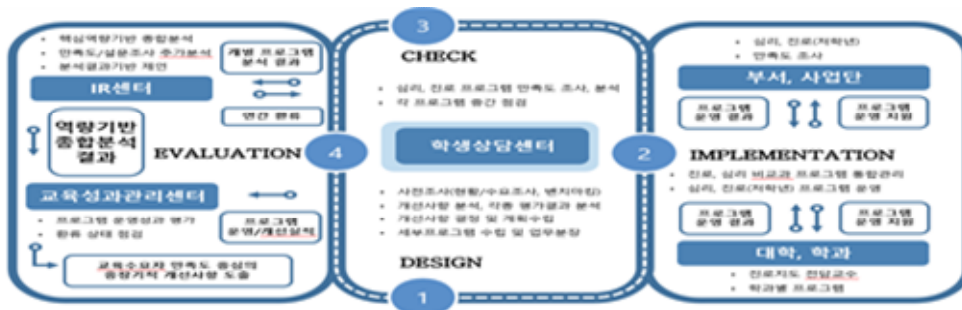 핵심역량기반 종합분석
만족도/설문조사 추가분석
분석결과기반 제언
IR센터
개별 프로그램
분석 결과
연간 환류
역량기반
종합분석
결과
EVALUATION
교육성과관리센터
프로그램 운영성과 평가
환류 상태 점검
프로그램
운영/개선실적
교육수요자 만족도 중심의
중장기적 개선사항 도출
4
3
CHECK
심리, 진로 프로그램 만족도 조사, 분석
각 프로그램 중간 점검
학생상담센터
사전조사(현황/수요조사, 벤치마킹)
개선사항 분석, 각종 평가결과 분석
개선사항 결정 및 계획수립
세부프로그램 수립 및 업무분장
DESIGN
1
2
심리, 진로(저학년)
만족도 조사
부서, 사업단
프로그램
운영 결과
프로그램
운영 지원
IMPLEMENTATION
진로, 심리 비교과 프로그램 통합관리
심리, 진로(저학년) 프로그램 운영
프로그램
운영 결과
프로그램
운영 지원
대학, 학과
진로지도 전담교수
학과별 프로그램